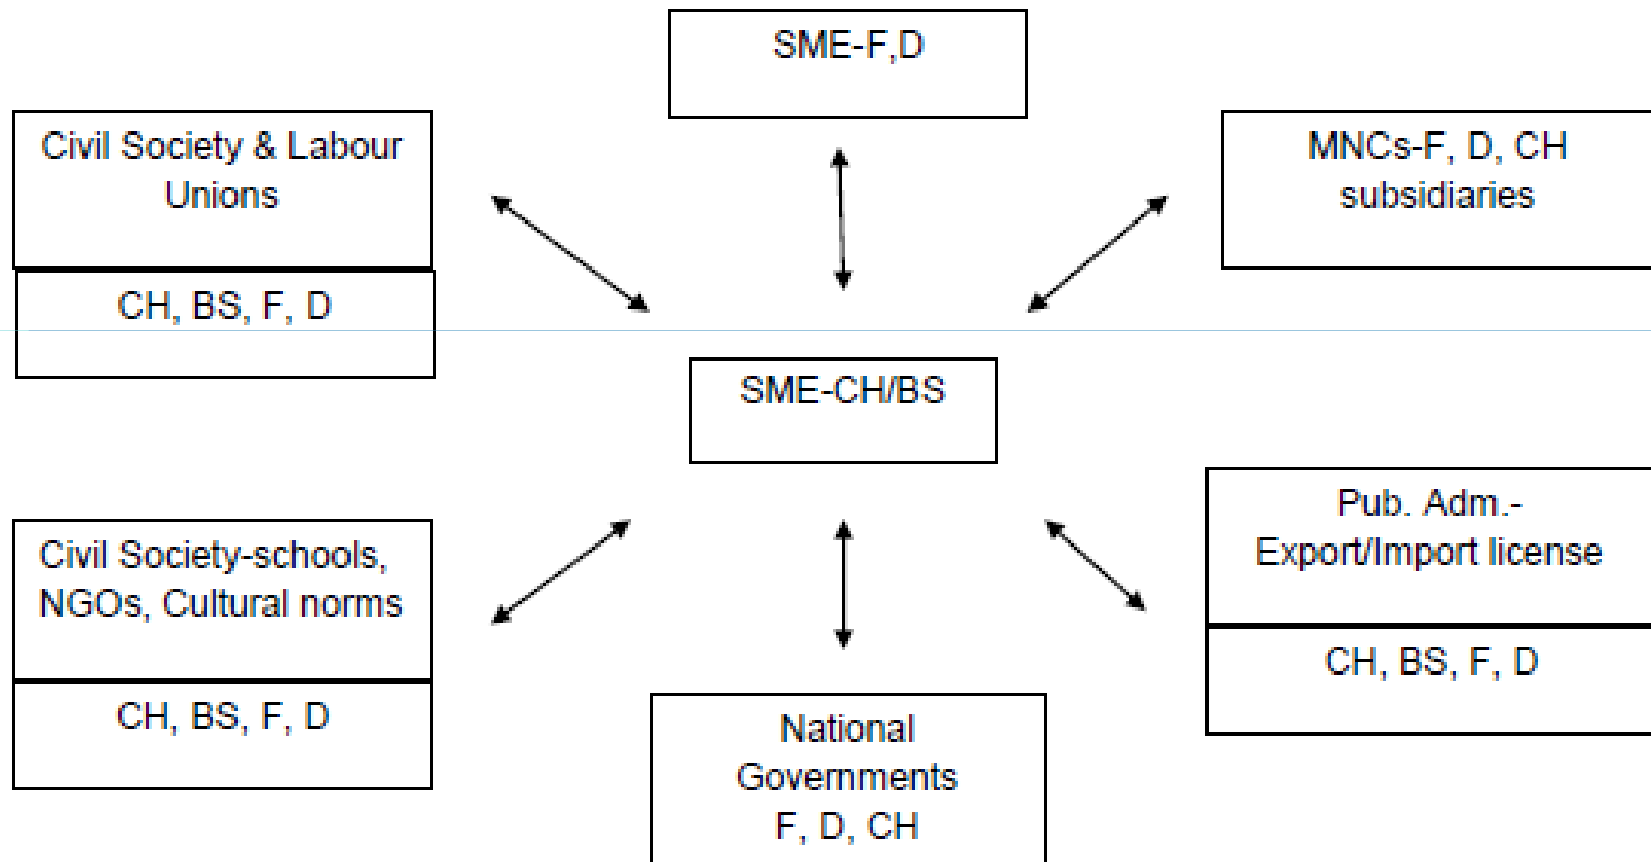 SME-F,D
Civil Society & Labour
Unions
CH, BS, F, D
MNCs-F, D, CH
subsidiaries
SME-CH/BS
Civil Society-schools,
NGOs, Cultural norms
CH, BS, F, D
National
Governments
F, D, CH
Pub. Adm.-
Export/Import license
CH, BS, F, D